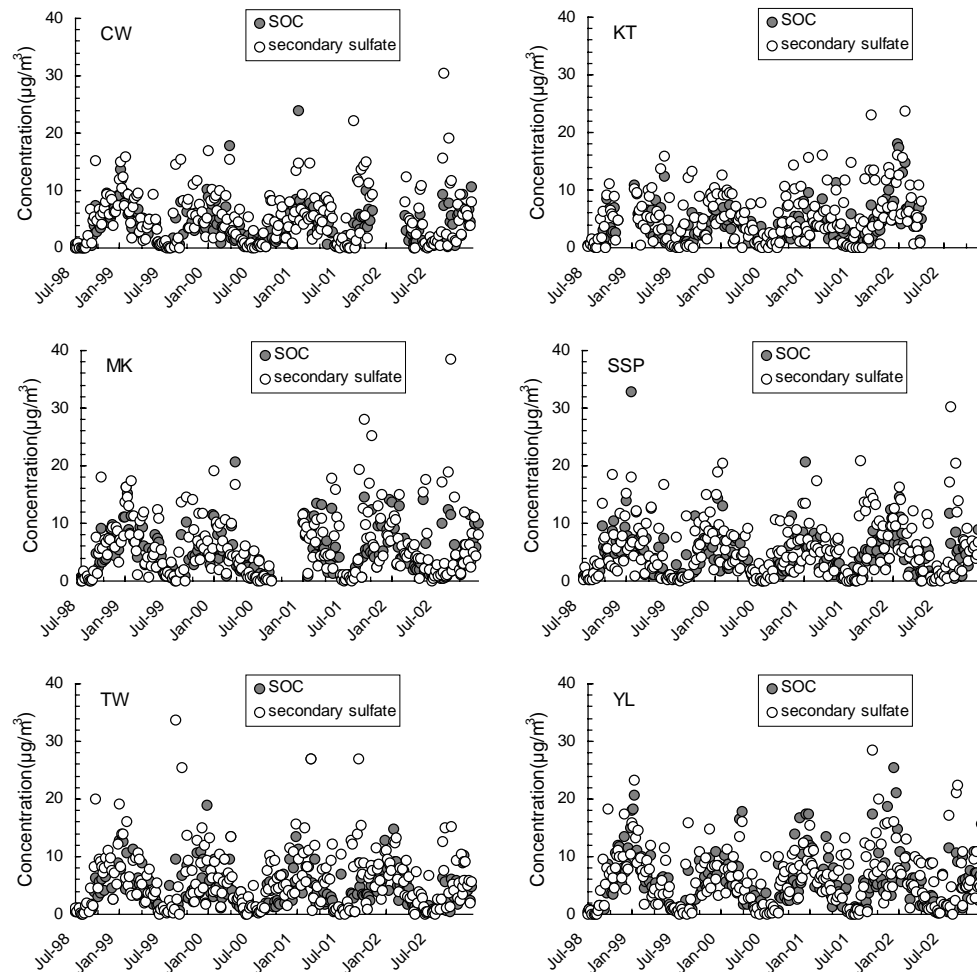 CW
SOC
secondary sulfate
Concentration(µg/m³)
40
30
20
10
0
Jul-98
Jan-99
Jul-99
Jan-00
Jul-00
Jan-01
Jul-01
Jan-02
Jul-02
KT
SOC
secondary sulfate
Concentration(µg/m³)
40
30
20
10
0
Jul-98
Jan-99
Jul-99
Jan-00
Jul-00
Jan-01
Jul-01
Jan-02
Jul-02
MK
SOC
secondary sulfate
Concentration(µg/m³)
40
30
20
10
0
Jul-98
Jan-99
Jul-99
Jan-00
Jul-00
Jan-01
Jul-01
Jan-02
Jul-02
SSP
SOC
secondary sulfate
Concentration(µg/m³)
40
30
20
10
0
Jul-98
Jan-99
Jul-99
Jan-00
Jul-00
Jan-01
Jul-01
Jan-02
Jul-02
TW
SOC
secondary sulfate
Concentration(µg/m³)
40
30
20
10
0
Jul-98
Jan-99
Jul-99
Jan-00
Jul-00
Jan-01
Jul-01
Jan-02
Jul-02
YL
SOC
secondary sulfate
Concentration(µg/m³)
40
30
20
10
0
Jul-98
Jan-99
Jul-99
Jan-00
Jul-00
Jan-01
Jul-01
Jan-02
Jul-02